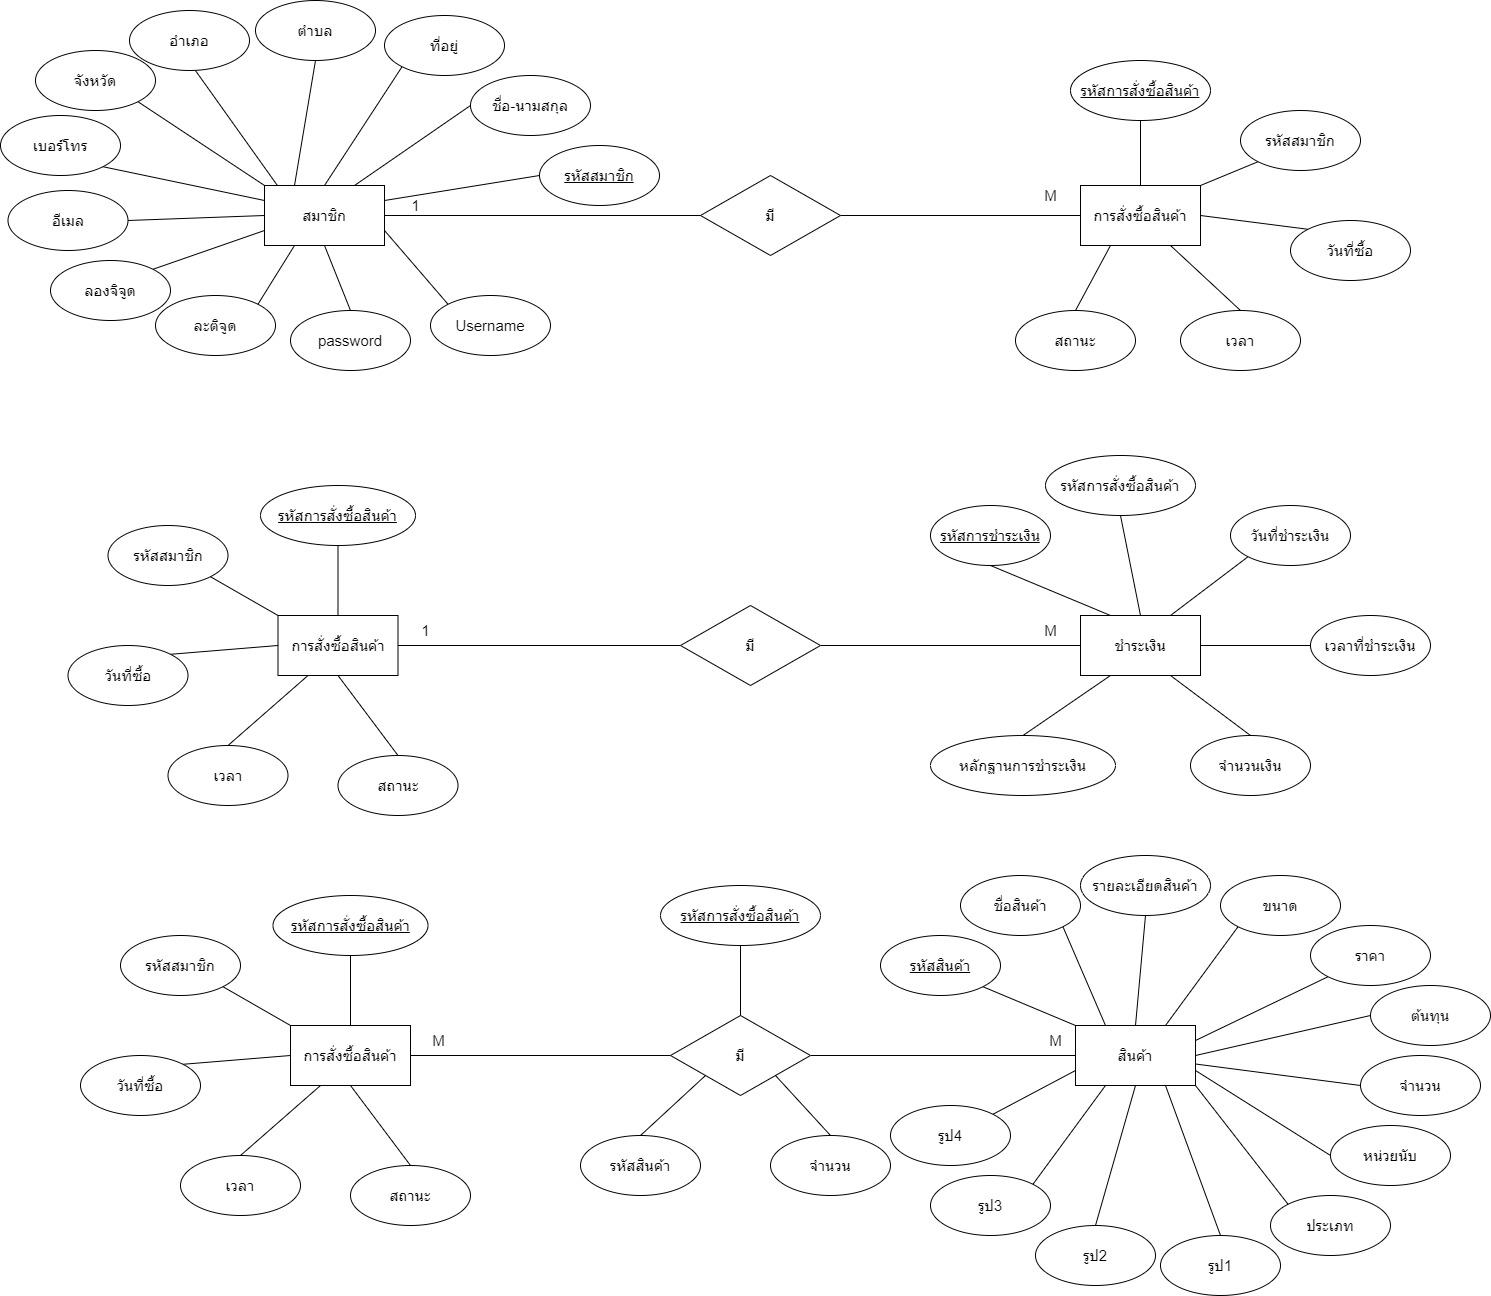 ตำบล
อำเภอ
ที่อยู่
จังหวัด
ชื่อ-นามสกุล
เบอร์โทร
รหัสสมาชิก
อีเมล
สมาชิก
1
มี
M
ลองจิจูด
ละติจูด
password
Username
รหัสการสั่งซื้อสินค้า
รหัสสมาชิก
การสั่งซื้อสินค้า
วันที่ซื้อ
สถานะ
เวลา
รหัสการสั่งซื้อสินค้า
รหัสสมาชิก
การสั่งซื้อสินค้า
1
มี
M
วันที่ซื้อ
เวลา
สถานะ
รหัสการสั่งซื้อสินค้า
รหัสการชำระเงิน
วันที่ชำระเงิน
ชำระเงิน
เวลาที่ชำระเงิน
หลักฐานการชำระเงิน
จำนวนเงิน
รหัสการสั่งซื้อสินค้า
รหัสสมาชิก
การสั่งซื้อสินค้า
M
วันที่ซื้อ
เวลา
สถานะ
รหัสการสั่งซื้อสินค้า
มี
M
รหัสสินค้า
จำนวน
รายละเอียดสินค้า
ชื่อสินค้า
ขนาด
รหัสสินค้า
ราคา
ต้นทุน
สินค้า
จำนวน
รูป4
หน่วยนับ
รูป3
ประเภท
รูป2
รูป1